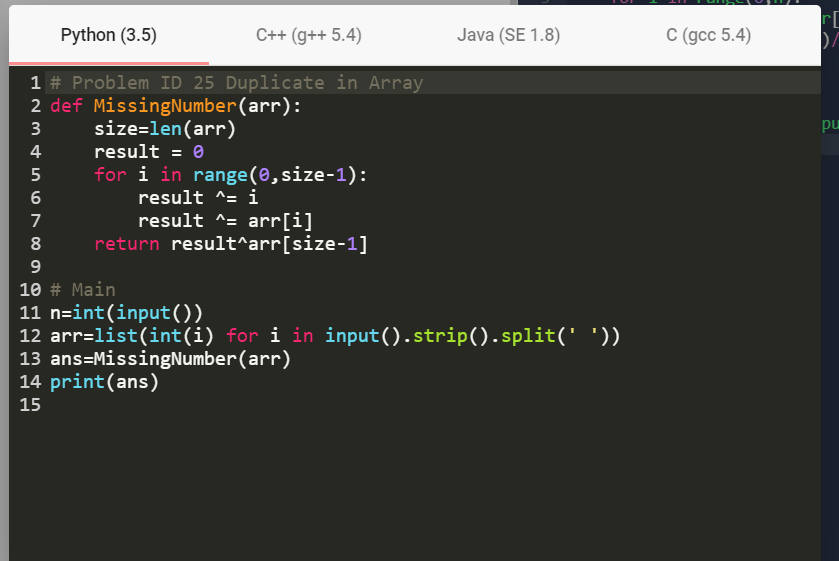 Python (3.5) C++ (g++ 5.4) Java (SE 1.8) C (gcc 5.4)
1 # Problem ID 25 Duplicate in Array
2 def MissingNumber(arr):
3     size=len(arr)
4     result = 0
5     for i in range(0,size-1):
6         result ^= i
7         result ^= arr[i]
8     return result^arr[size-1]
9
10 # Main
11 n=int(input())
12 arr=list(int(i) for i in input().strip().split(' '))
13 ans=MissingNumber(arr)
14 print(ans)
15